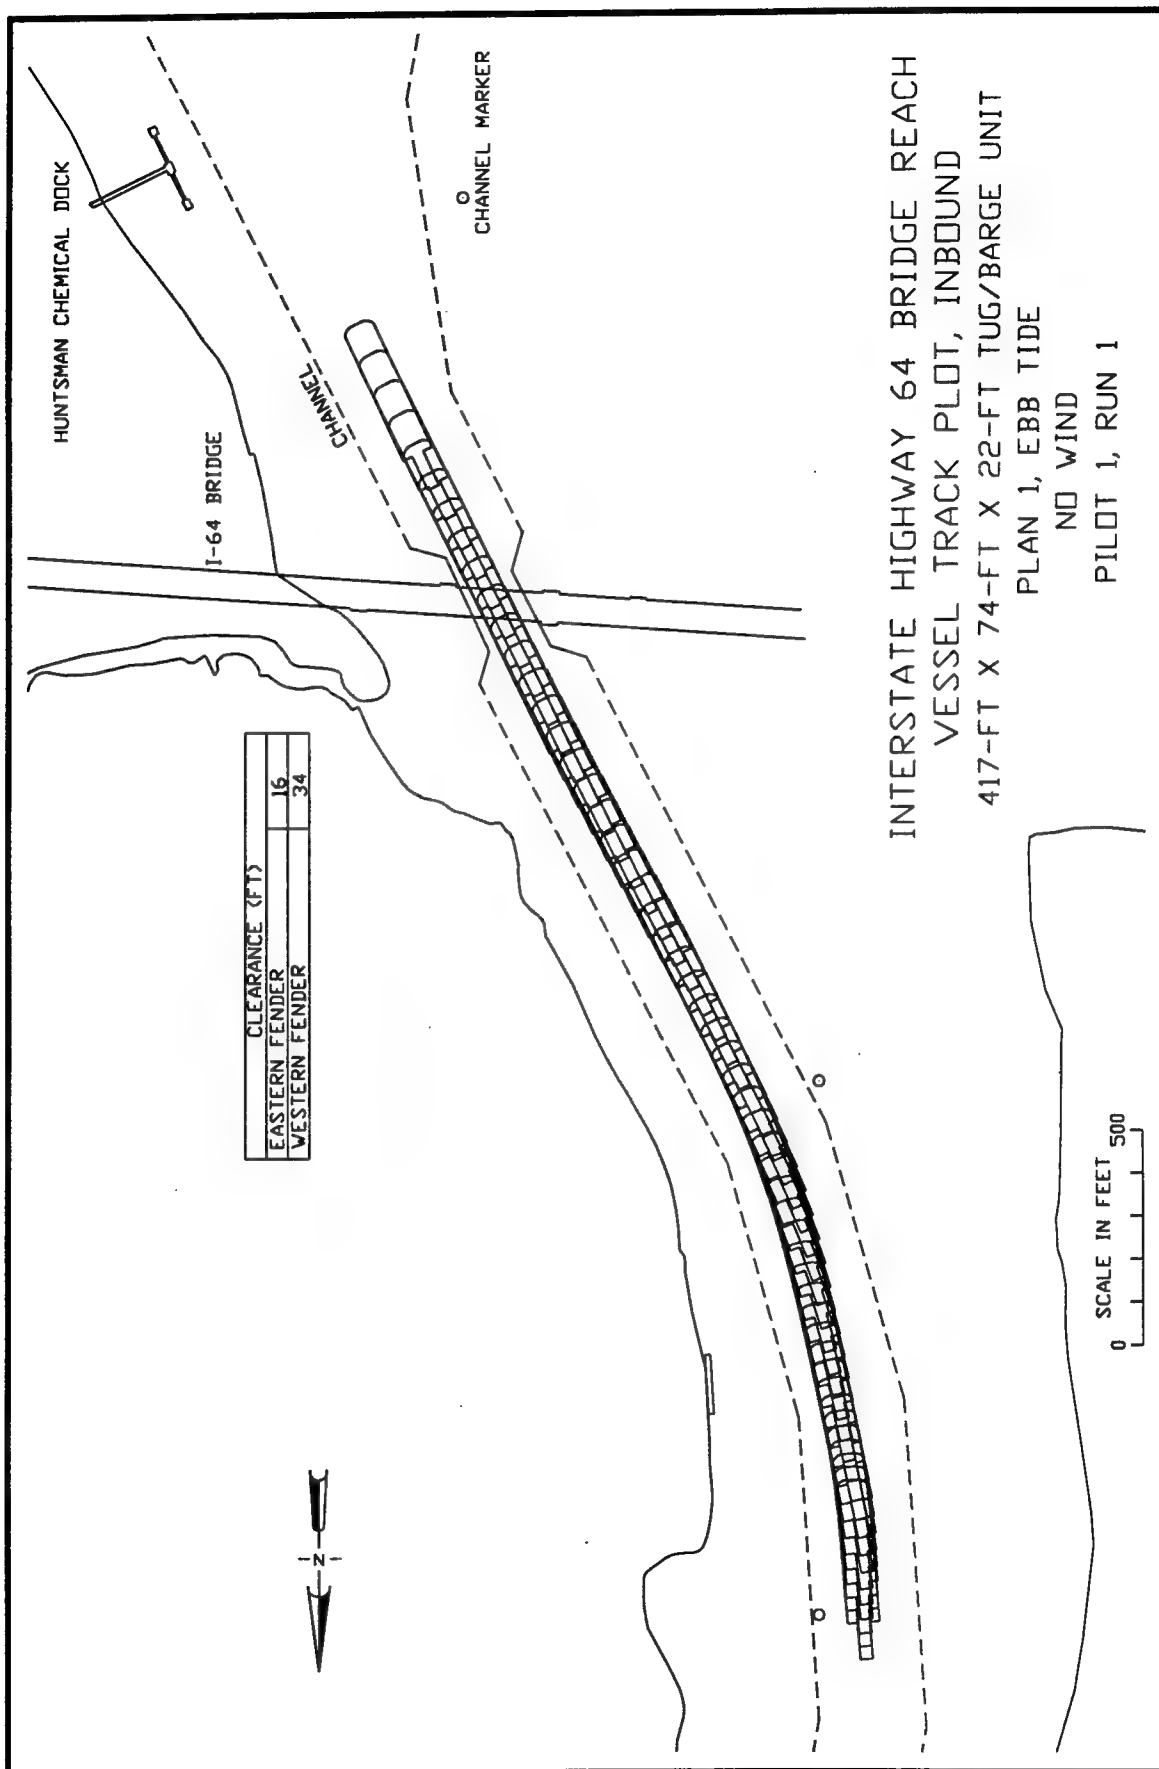 HUNTSMAN CHEMICAL DOCK
I-64 BRIDGE
CHANNEL
CHANNEL MARKER
CLEARANCE (FT)
EASTERN FENDER 16
WESTERN FENDER 34
N
SCALE IN FEET
0 500
INTERSTATE HIGHWAY 64 BRIDGE REACH
VESSEL TRACK PLOT, INBOUND
417-FT X 74-FT X 22-FT TUG/BARGE UNIT
PLAN 1, EBB TIDE
NO WIND
PILOT 1, RUN 1